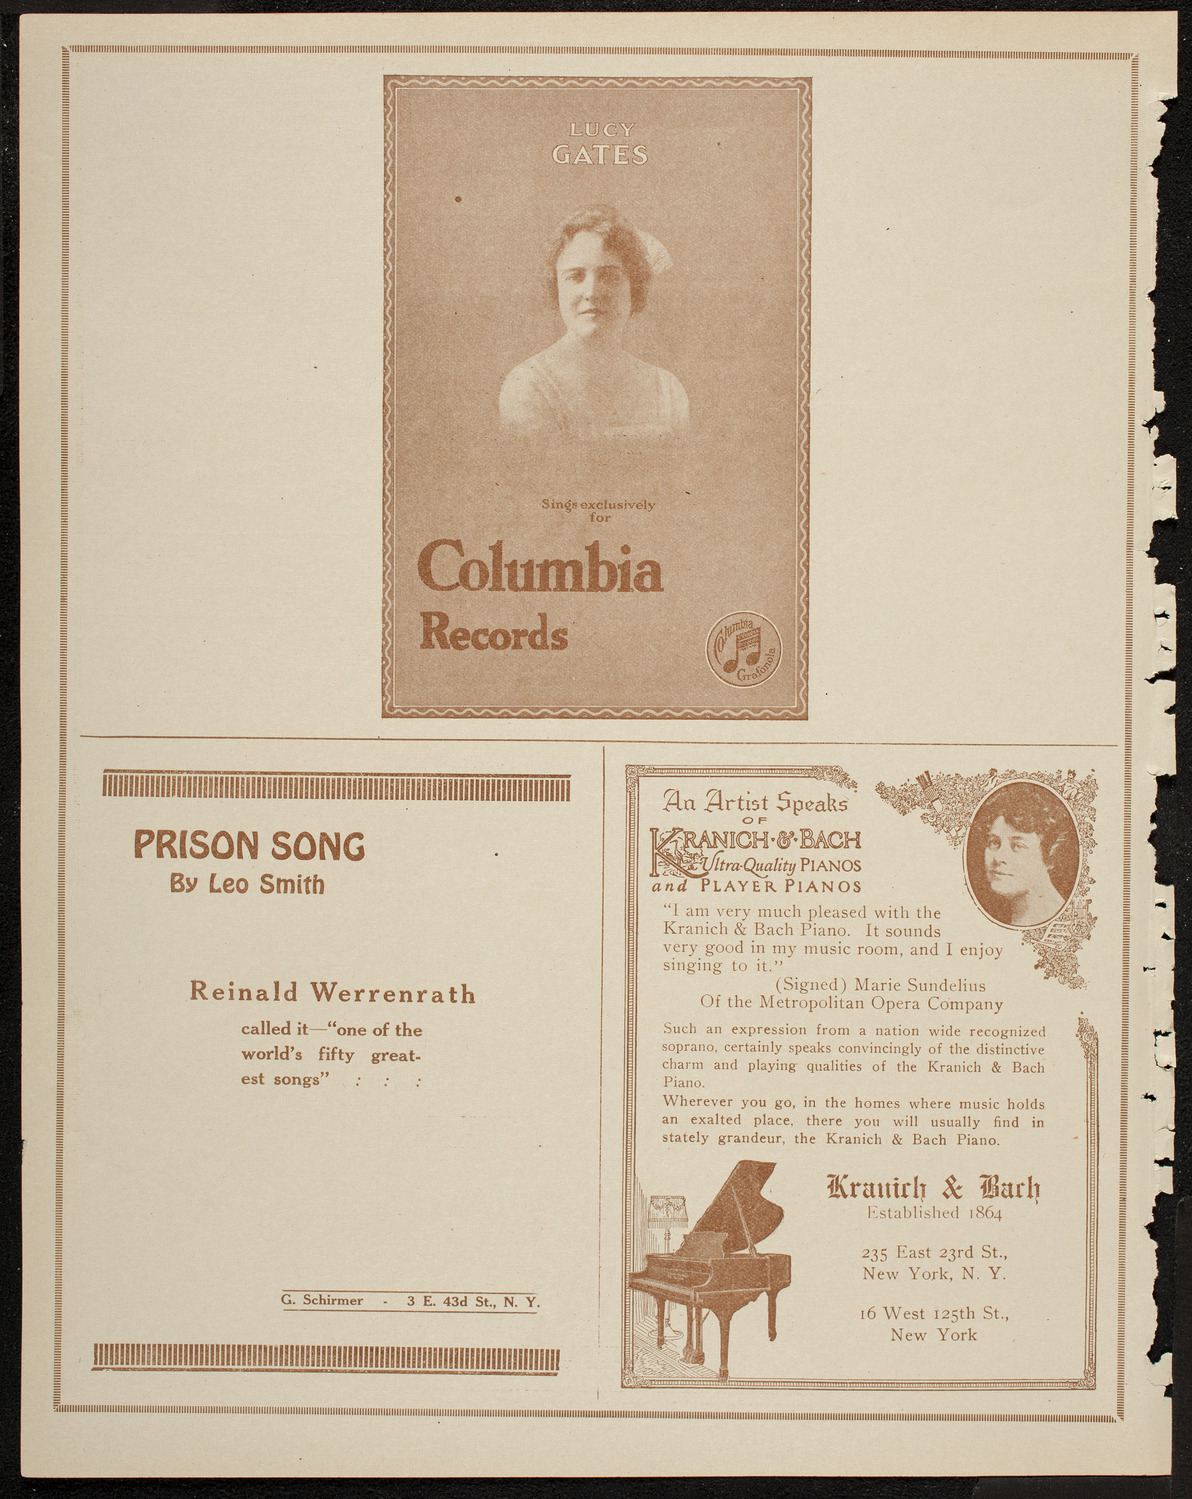 LUCY
GATES
Sings exclusively
for
Columbia
Records
Columbia
Grafonola
PRISON SONG
By Leo Smith
Reinald Werrenrath
called it—“one of the
world's fifty great-
est songs” : : :
G. Schirmer - 3 E. 43d St., N. Y.
An Artist Speaks
OF
KRANICH·&·BACH
Ultra-Quality PIANOS
and PLAYER PIANOS
“I am very much pleased with the
Kranich & Bach Piano. It sounds
very good in my music room, and I enjoy
singing to it.”
(Signed) Marie Sundelius
Of the Metropolitan Opera Company
Such an expression from a nation wide recognized
soprano, certainly speaks convincingly of the distinctive
charm and playing qualities of the Kranich & Bach
Piano.
Wherever you go, in the homes where music holds
an exalted place, there you will usually find in
stately grandeur, the Kranich & Bach Piano.
Kranich & Bach
Established 1864
235 East 23rd St.,
New York, N. Y.
16 West 125th St.,
New York